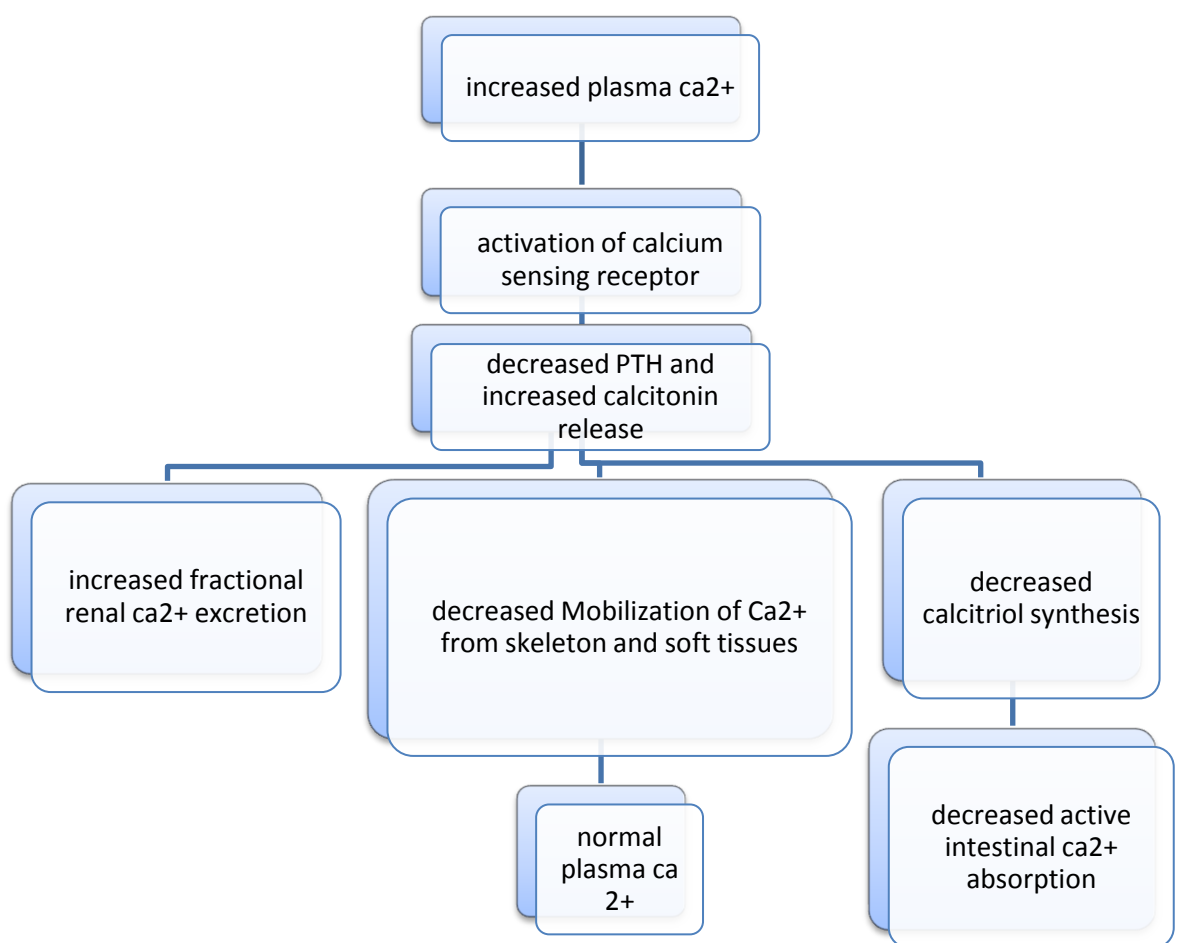 increased plasma ca2+
activation of calcium
sensing receptor
decreased PTH and
increased calcitonin
release
increased fractional
renal ca2+ excretion
decreased Mobilization of Ca2+
from skeleton and soft tissues
decreased
calcitriol synthesis
normal
plasma ca
2+
decreased active
intestinal ca2+
absorption